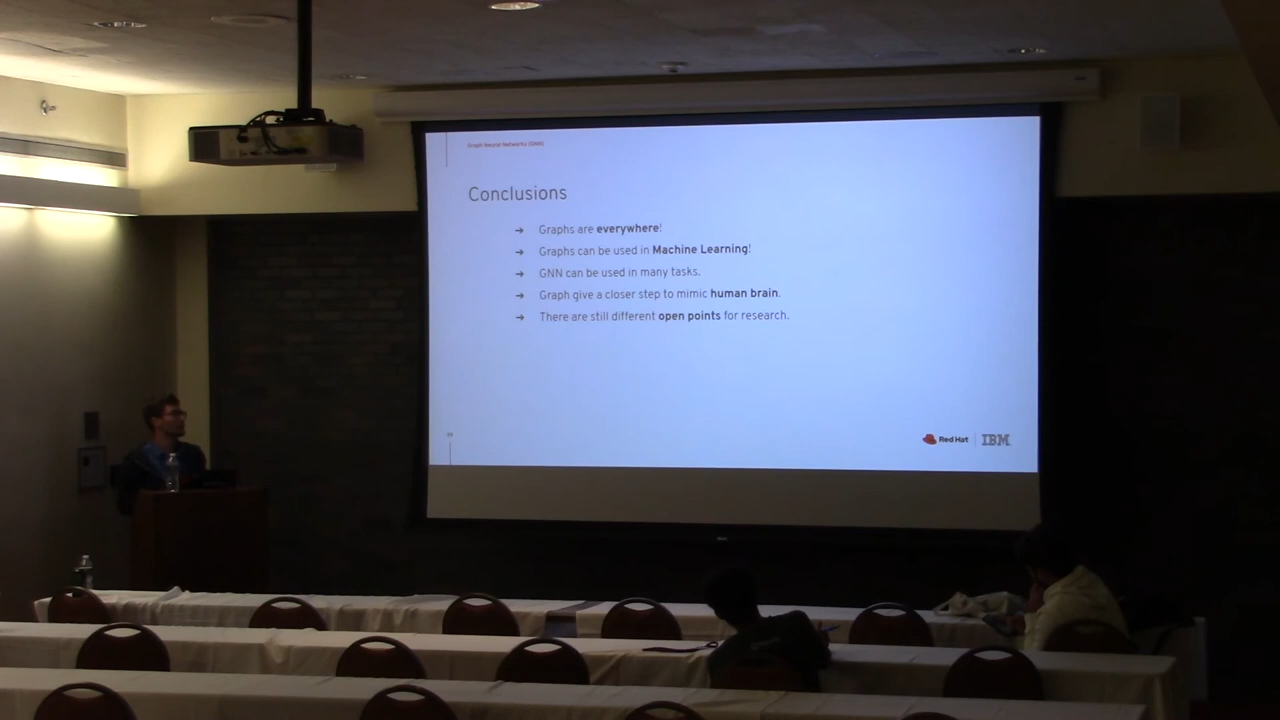 Graph Neural Networks (GNN)
Conclusions
➔ Graphs are everywhere!
➔ Graphs can be used in Machine Learning!
➔ GNN can be used in many tasks.
➔ Graph give a closer step to mimic human brain.
➔ There are still different open points for research.
Red Hat | IBM